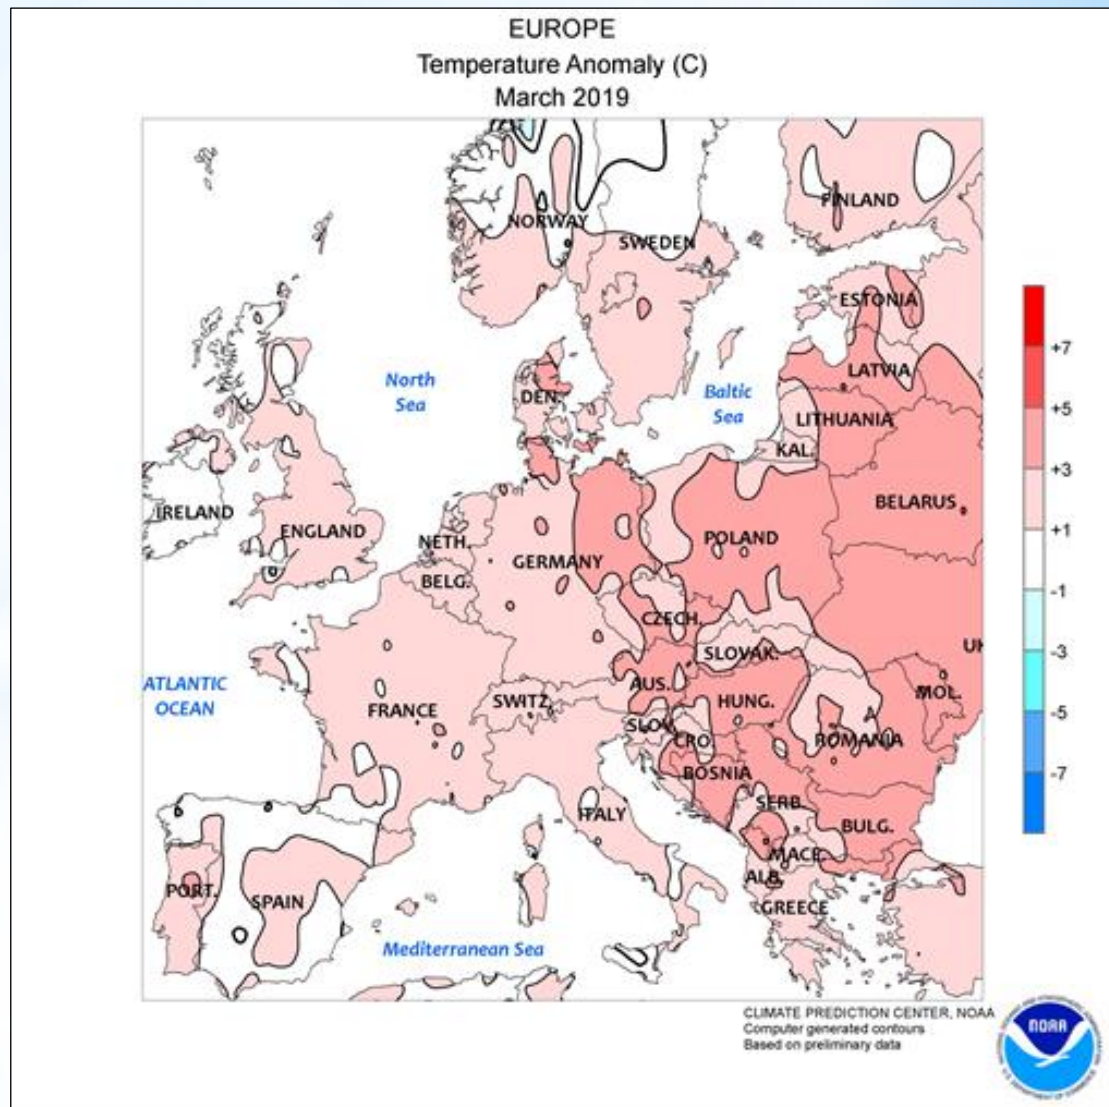 EUROPE
Temperature Anomaly (C)
March 2019
FINLAND
NORWAY
SWEDEN
ESTONIA
+7
LATVIA
North
Sea
Baltic
Sea
DEN.
+5
LITHUANIA
KAL.
+3
BELARUS
IRELAND
ENGLAND
NETH.
POLAND
+1
GERMANY
BELG.
-1
CZECH.
SLOVAK.
UK
-3
ATLANTIC
OCEAN
AUS.
MOL.
SWITZ.
HUNG.
FRANCE
-5
SLOV.
CRO.
ROMANIA
BOSNIA
-7
SERB.
ITALY
BULG.
MACE.
ALB.
PORT.
SPAIN
GREECE
Mediterranean Sea
CLIMATE PREDICTION CENTER, NOAA
Computer generated contours
Based on preliminary data
NOAA